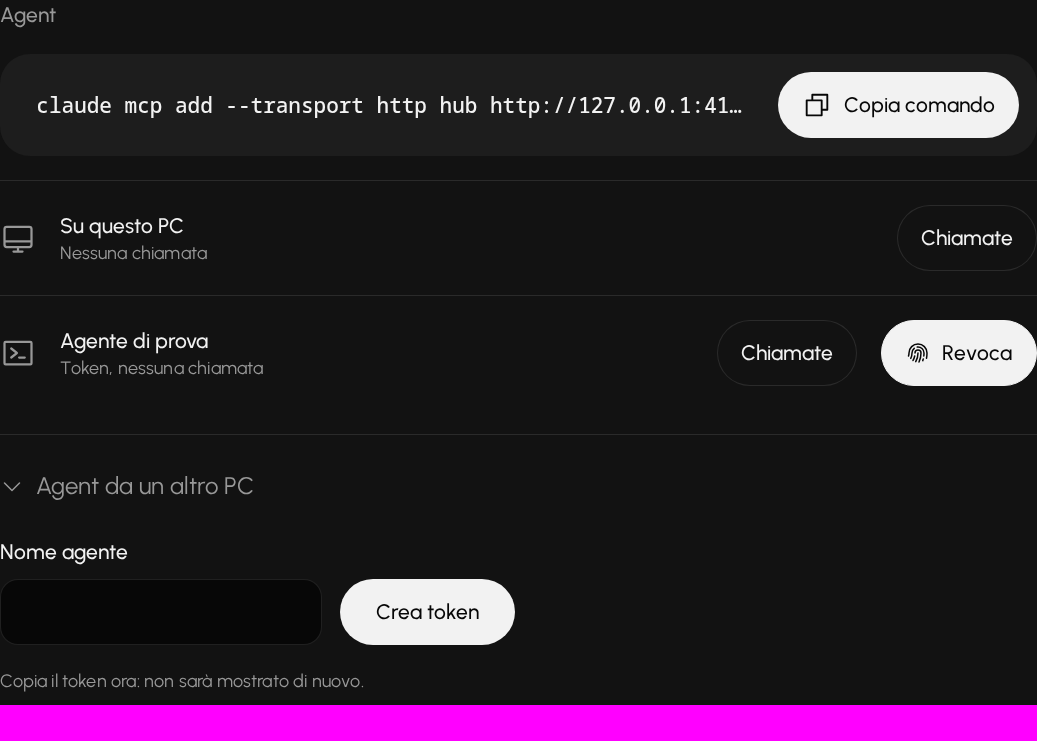 Agent
claude mcp add --transport http hub http://127.0.0.1:41…
Copia comando
Su questo PC
Nessuna chiamata
Chiamate
Agente di prova
Token, nessuna chiamata
Chiamate
Revoca
Agent da un altro PC
Nome agente
Crea token
Copia il token ora: non sarà mostrato di nuovo.